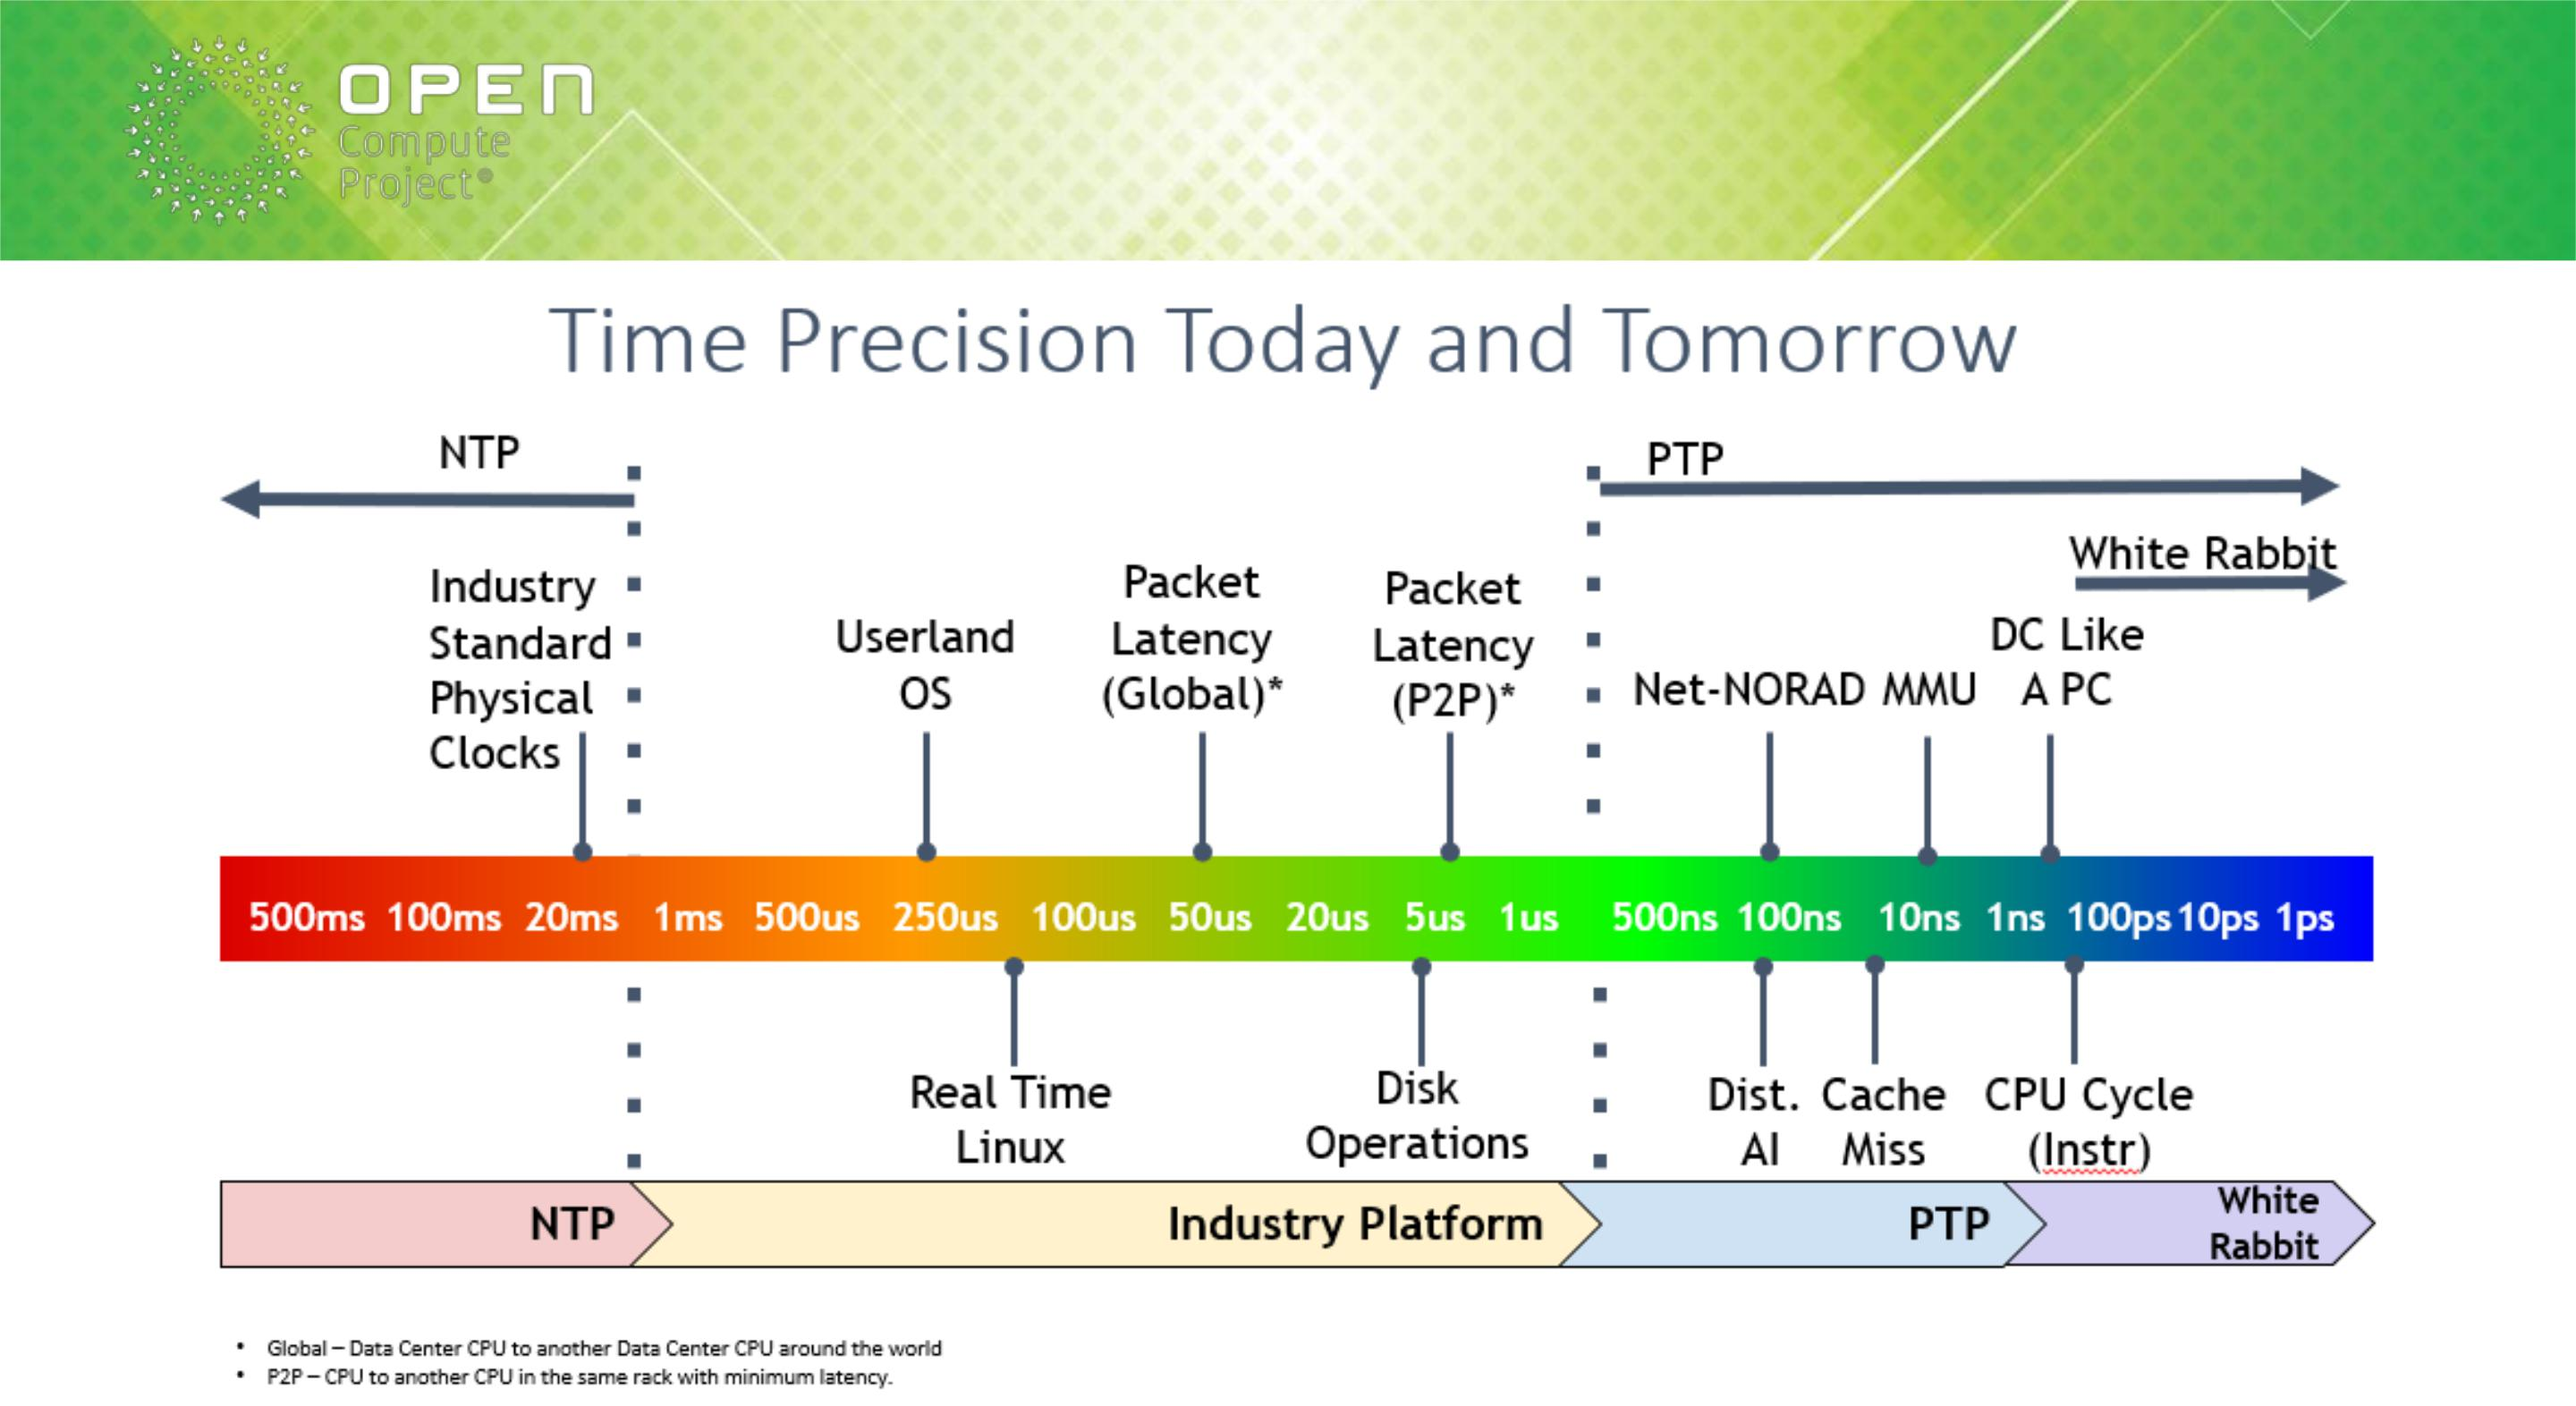 OPEN
Compute
Project®
Time Precision Today and Tomorrow
NTP
PTP
White Rabbit
Industry
Standard
Physical
Clocks
Userland
OS
Packet
Latency
(Global)*
Packet
Latency
(P2P)*
Net-NORAD
MMU
DC Like
A PC
500ms 100ms 20ms 1ms 500us 250us 100us 50us 20us 5us 1us 500ns 100ns 10ns 1ns 100ps 10ps 1ps
Real Time
Linux
Disk
Operations
Dist.
AI
Cache
Miss
CPU Cycle
(Instr)
NTP
Industry Platform
PTP
White
Rabbit
• Global – Data Center CPU to another Data Center CPU around the world
• P2P – CPU to another CPU in the same rack with minimum latency.